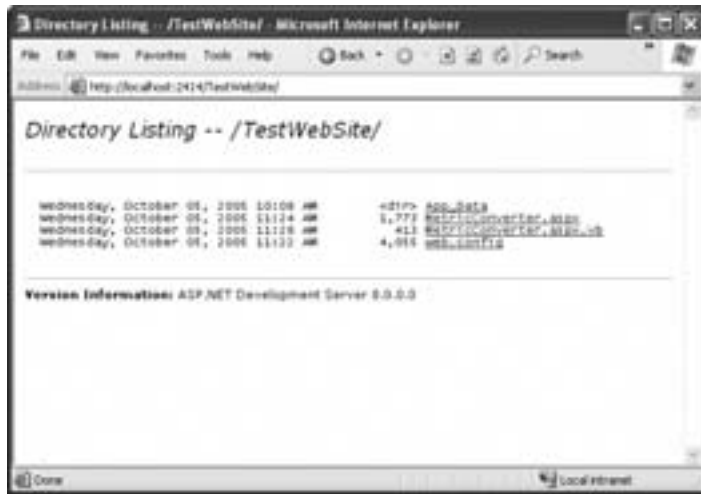 Directory Listing -- /TestWebSite/ - Microsoft Internet Explorer
File Edit View Favorites Tools Help Back Search
Address http://localhost:2414/TestWebSite/
Directory Listing -- /TestWebSite/
Wednesday, October 05, 2005 10:08 AM <dir> App_Data
Wednesday, October 05, 2005 11:24 AM 1,773 MetricConverter.aspx
Wednesday, October 05, 2005 11:28 AM 413 MetricConverter.aspx.vb
Wednesday, October 05, 2005 11:22 AM web.config
Version Information: ASP.NET Development Server 8.0.0.0
Done Local intranet